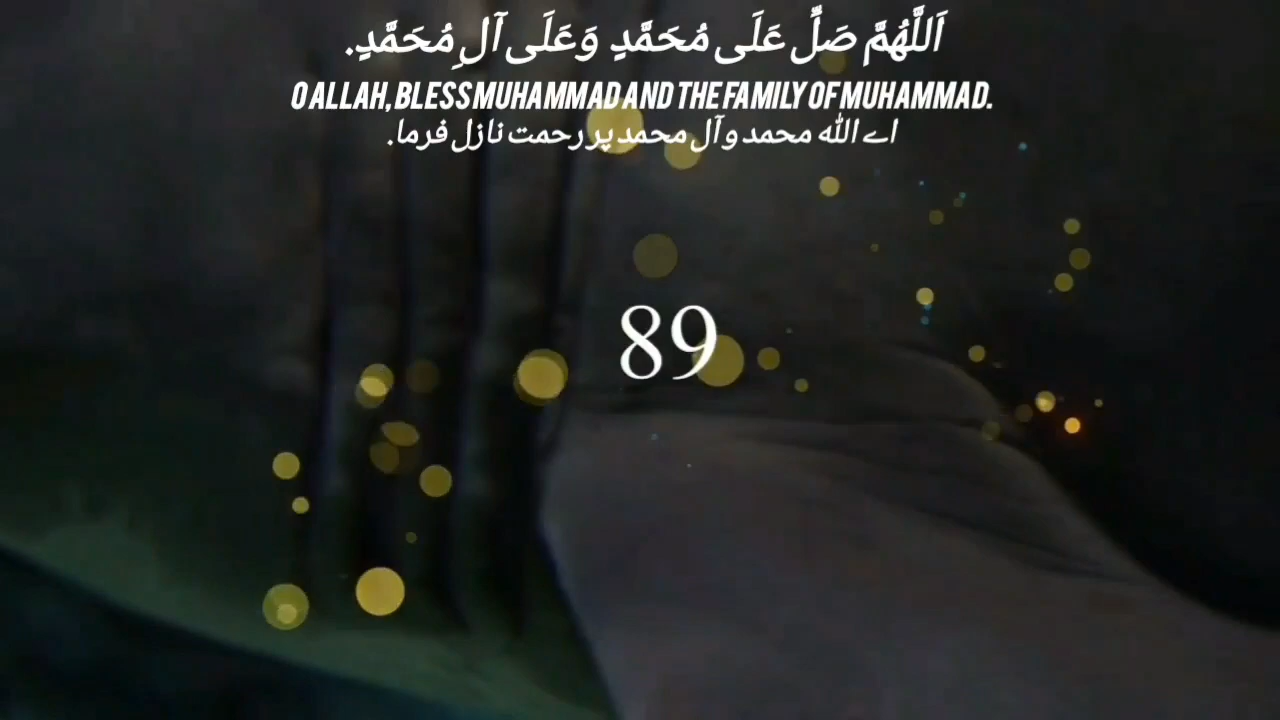 اَللَّهُمَّ صَلِّ عَلَى مُحَمَّدٍ وَعَلَى آلِ مُحَمَّدٍ.
O ALLAH, BLESS MUHAMMAD AND THE FAMILY OF MUHAMMAD.
اے اللہ محمد و آل محمد پر رحمت نازل فرما.
89